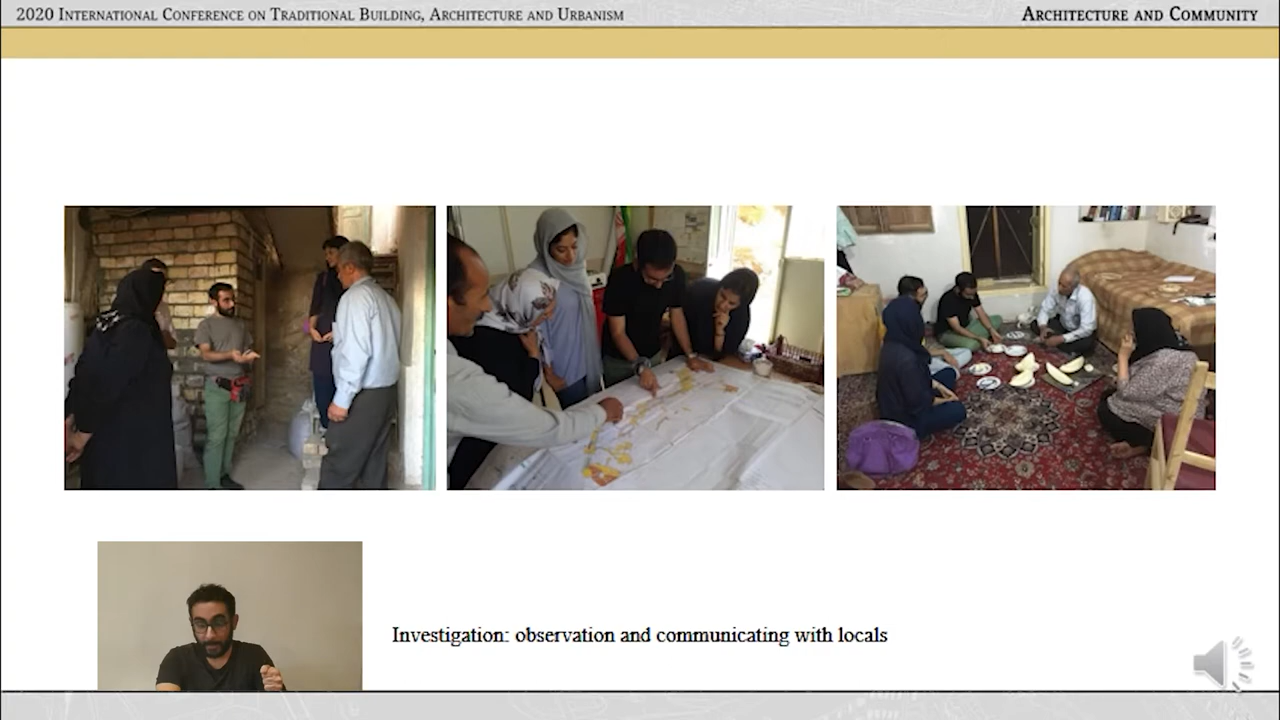 2020 International Conference on Traditional Building, Architecture and Urbanism
Architecture and Community
Investigation: observation and communicating with locals